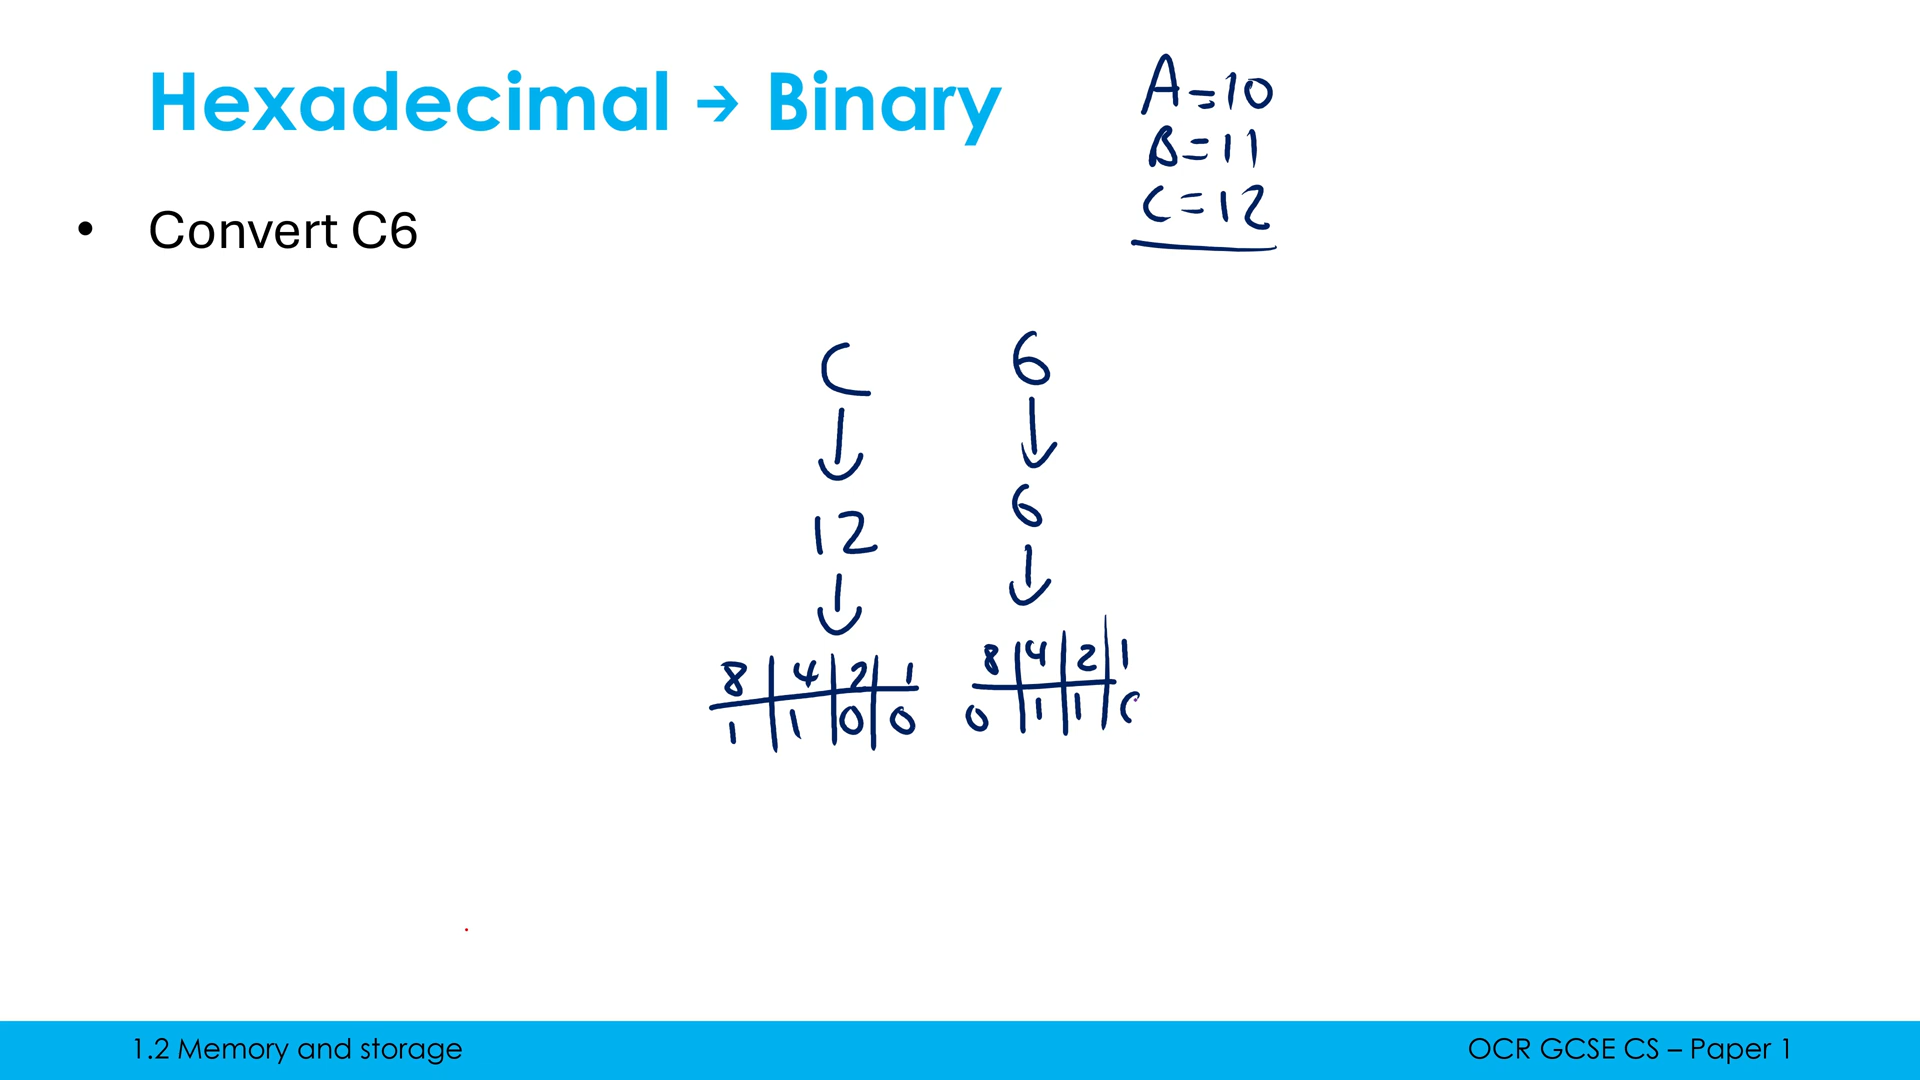 Hexadecimal → Binary
A=10
B=11
C=12
• Convert C6
C 6
↓ ↓
12 6
↓ ↓
8 4 2 1 8 4 2 1
1 1 0 0 0 1 1
1.2 Memory and storage
OCR GCSE CS – Paper 1